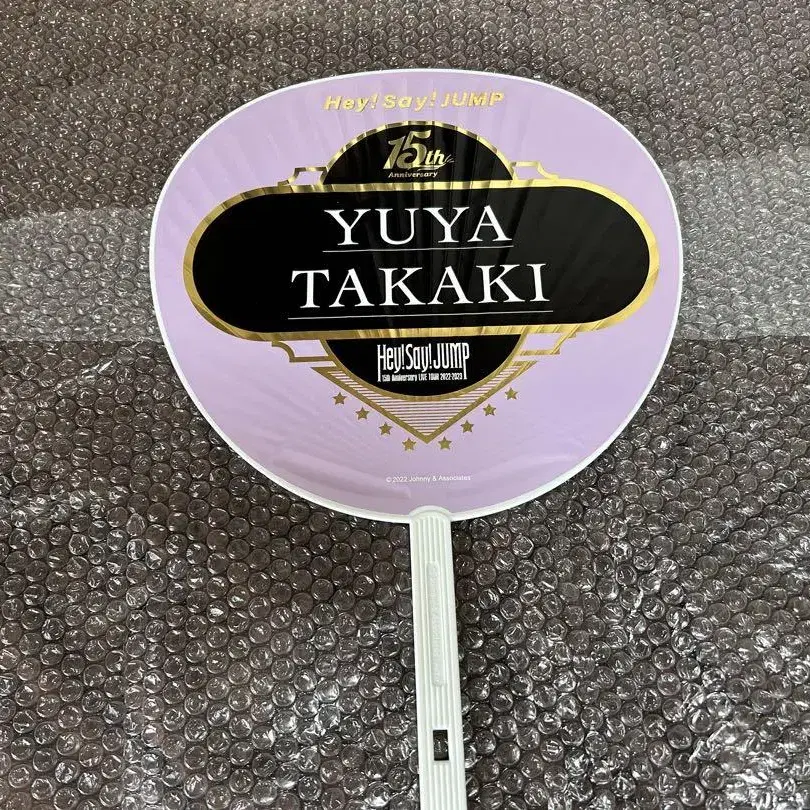 Hey! Say! JUMP
15th
Anniversary
YUYA
TAKAKI
Hey! Say! JUMP
15th Anniversary LIVE TOUR 2022-2023
© 2022 Johnny & Associates